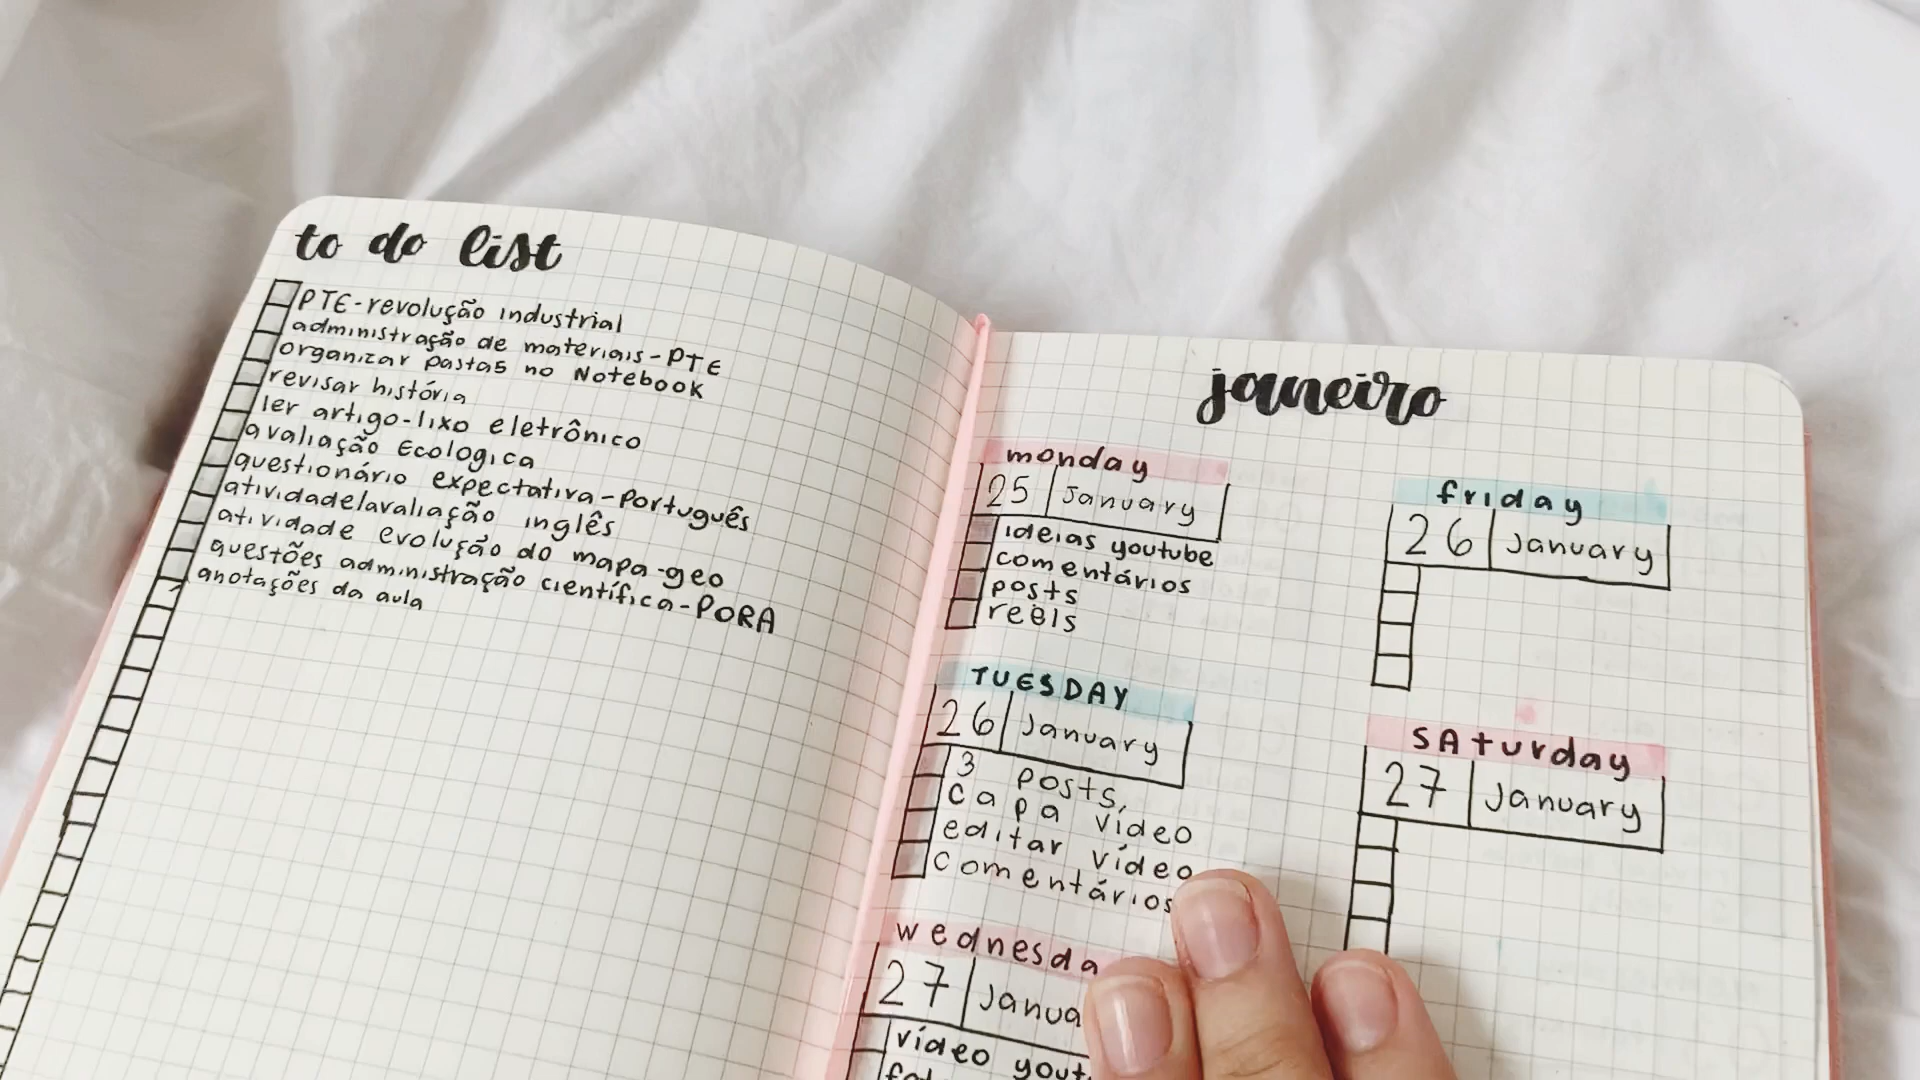 to do list
PTE-revolução industrial
administração de materiais-PTE
organizar pastas no Notebook
revisar história
ler artigo-lixo eletrônico
avaliação Ecologica
questionário expectativa-Português
atividade/avaliação inglês
atividade evolução do mapa-geo
questões administração científica-PORA
anotações da aula
janeiro
monday
25 January
ideias youtube
comentários
posts
reels
TUESDAY
26 January
3 posts,
capa vídeo
editar vídeo
comentários
wednesda
27 Janua
vídeo yout
friday
26 January
SAturday
27 January